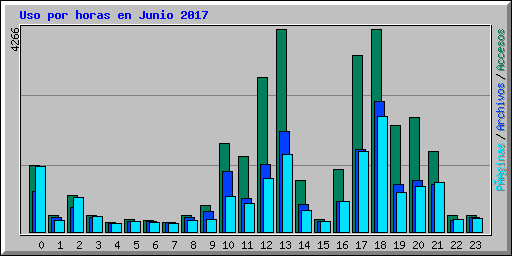 Uso por horas en Junio 2017
4266
Páginas/Archivos/Accesos
0 1 2 3 4 5 6 7 8 9 10 11 12 13 14 15 16 17 18 19 20 21 22 23